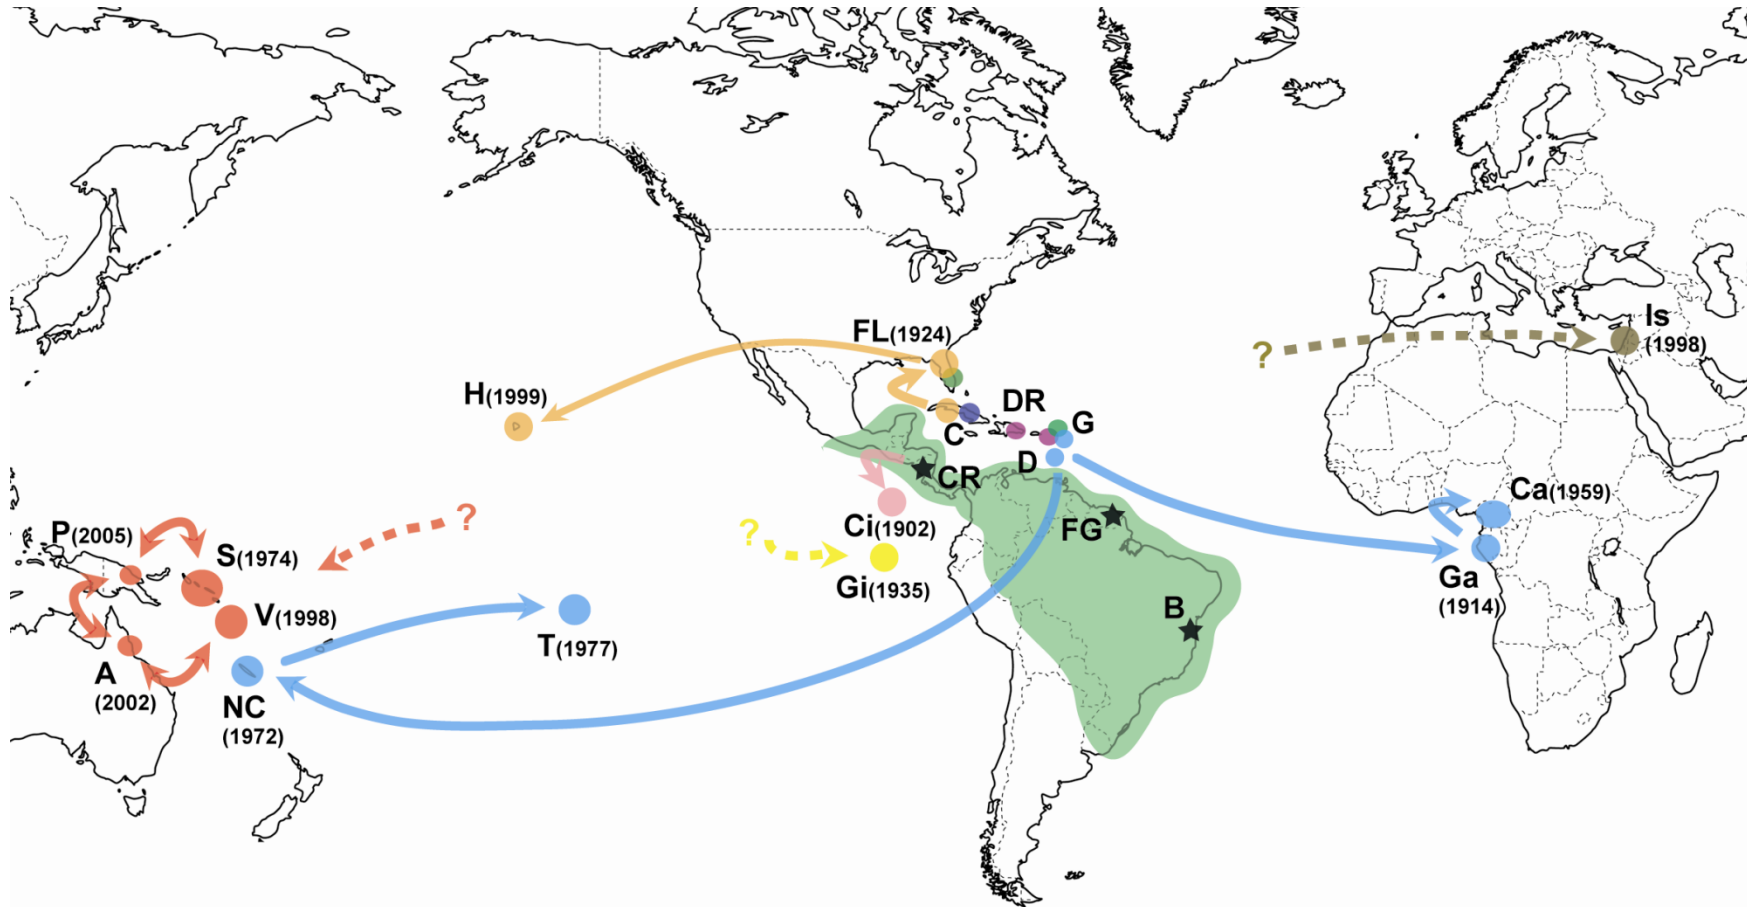 FL(1924)
Is
(1998)
?
H(1999)
DR
G
C
D
CR
Ca(1959)
?
P(2005)
?
FG
Ci(1902)
S(1974)
Gi(1935)
Ga
(1914)
V(1998)
B
T(1977)
A
(2002)
NC
(1972)